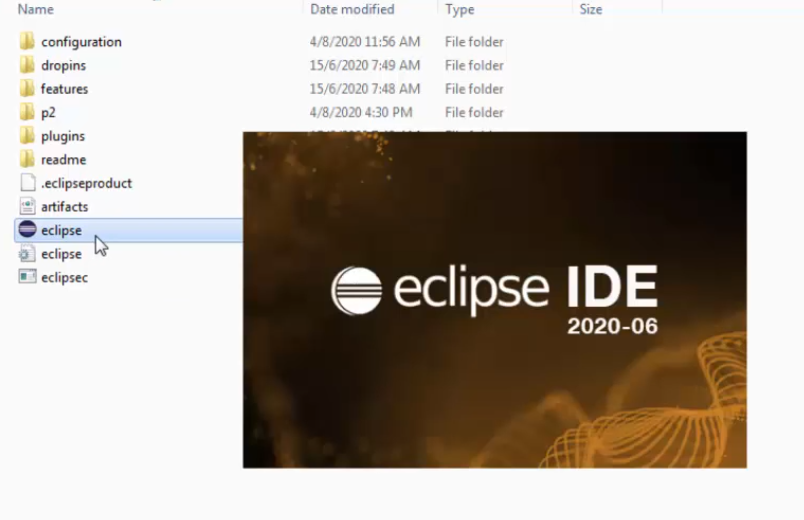 Name Date modified Type Size
configuration 4/8/2020 11:56 AM File folder
dropins 15/6/2020 7:49 AM File folder
features 15/6/2020 7:48 AM File folder
p2 4/8/2020 4:30 PM File folder
plugins
readme
.eclipseproduct
artifacts
eclipse
eclipse
eclipsec
eclipse IDE
2020-06